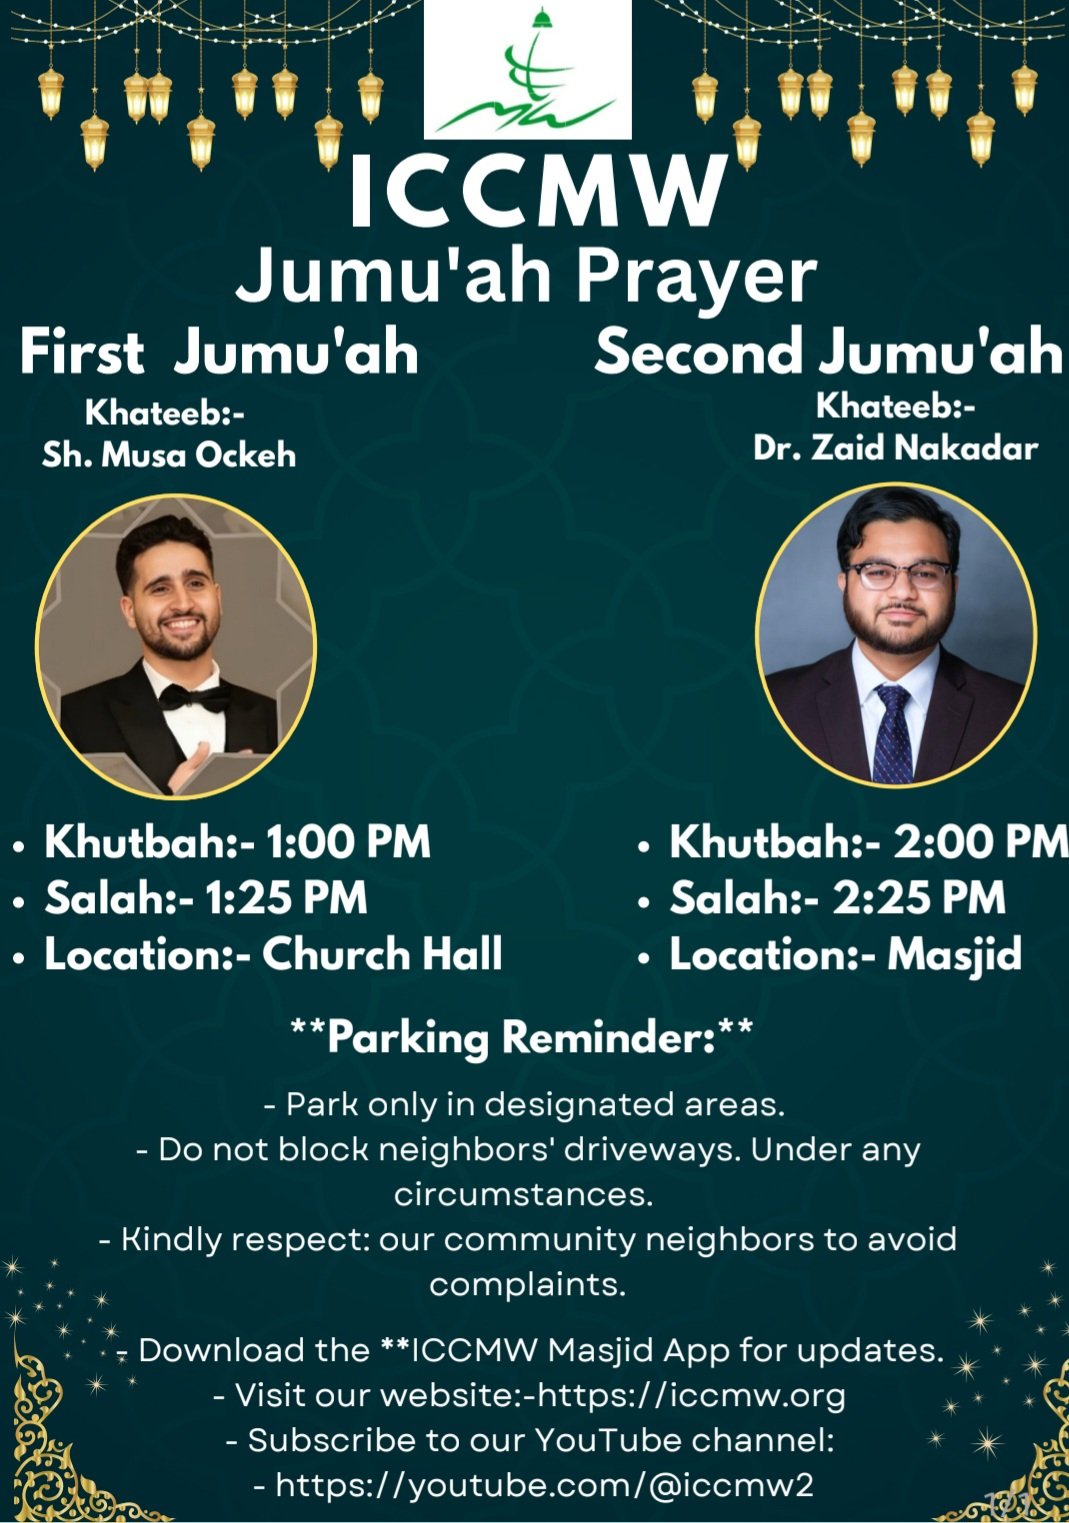 MW
ICCMW
Jumu'ah Prayer
First Jumu'ah
Khateeb:-
Sh. Musa Ockeh
Khutbah:- 1:00 PM
Salah:- 1:25 PM
Location:- Church Hall
Second Jumu'ah
Khateeb:-
Dr. Zaid Nakadar
Khutbah:- 2:00 PM
Salah:- 2:25 PM
Location:- Masjid
**Parking Reminder:**
- Park only in designated areas.
- Do not block neighbors' driveways. Under any
circumstances.
- Kindly respect: our community neighbors to avoid
complaints.
- Download the **ICCMW Masjid App for updates.
- Visit our website:-https://iccmw.org
- Subscribe to our YouTube channel:
- https://youtube.com/@iccmw2
1/1